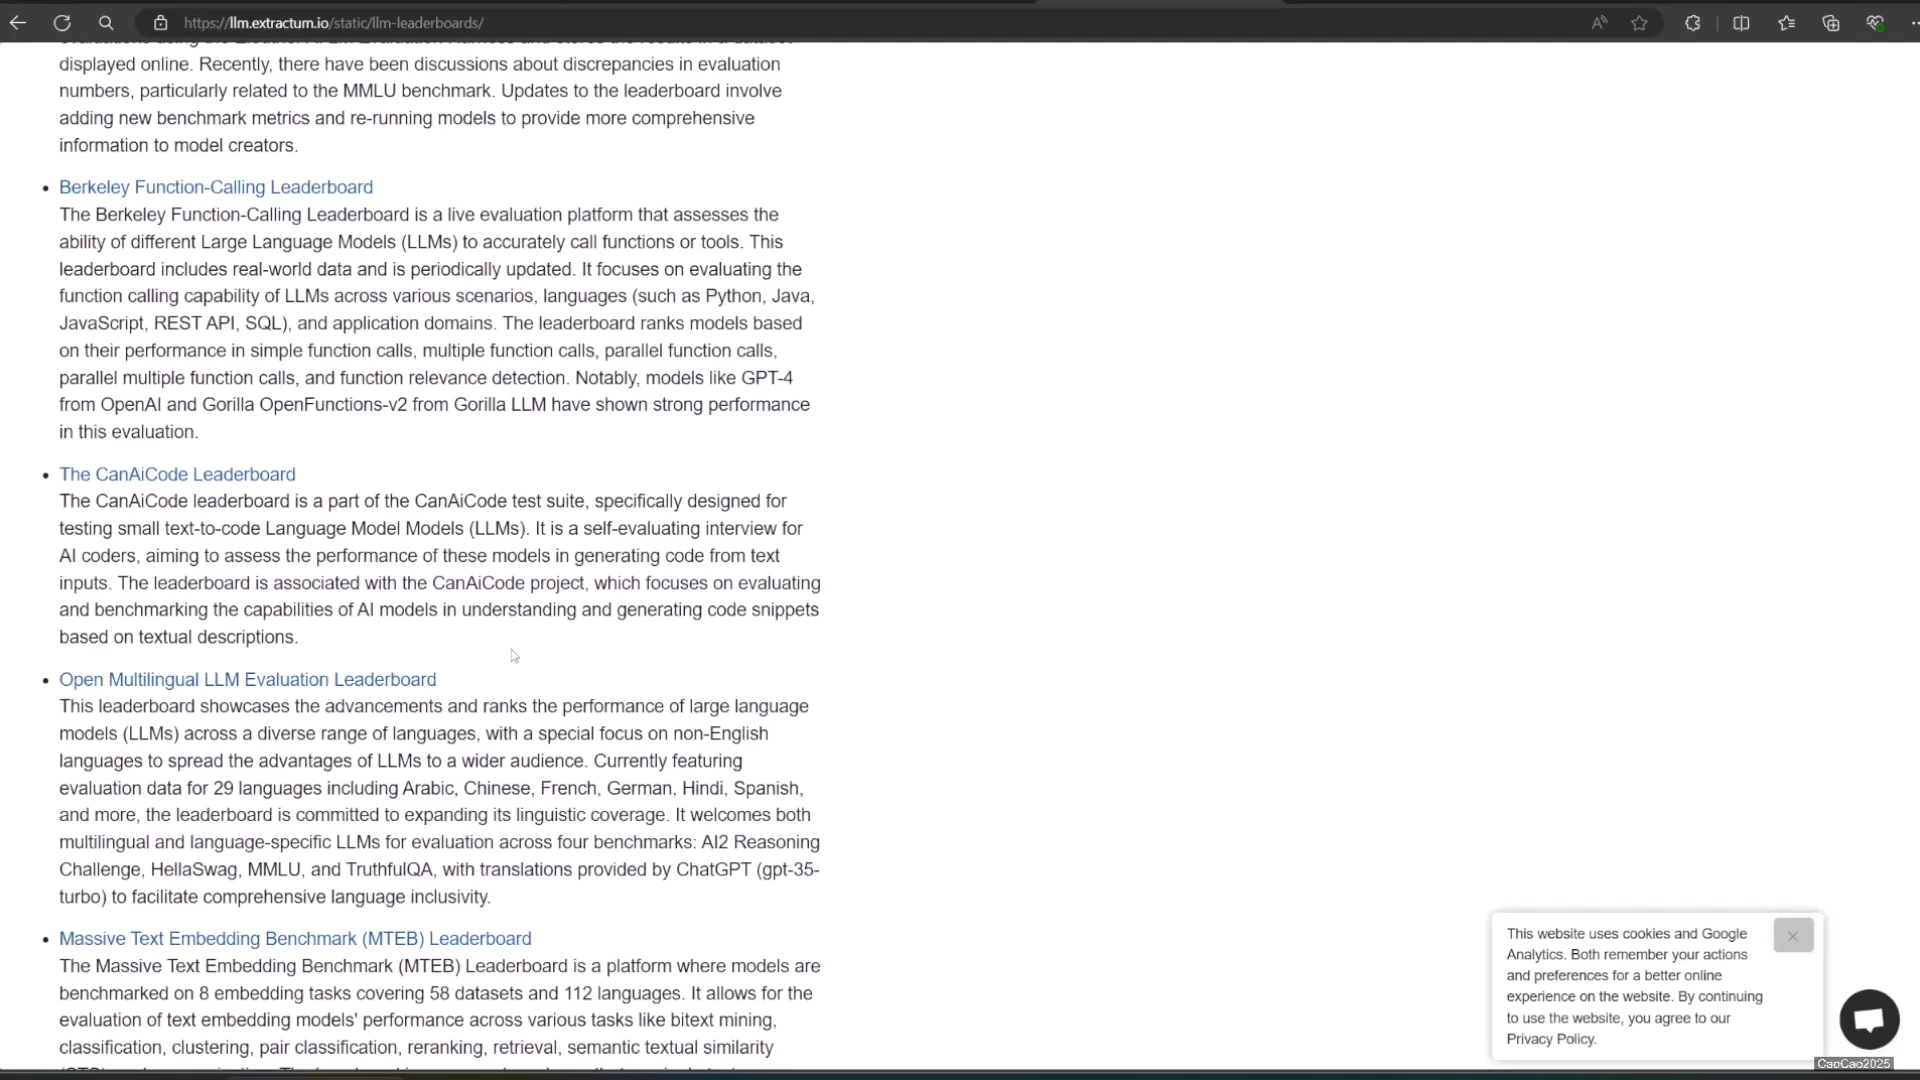 https://llm.extractum.io/static/llm-leaderboards/
displayed online. Recently, there have been discussions about discrepancies in evaluation
numbers, particularly related to the MMLU benchmark. Updates to the leaderboard involve
adding new benchmark metrics and re-running models to provide more comprehensive
information to model creators.
• Berkeley Function-Calling Leaderboard
The Berkeley Function-Calling Leaderboard is a live evaluation platform that assesses the
ability of different Large Language Models (LLMs) to accurately call functions or tools. This
leaderboard includes real-world data and is periodically updated. It focuses on evaluating the
function calling capability of LLMs across various scenarios, languages (such as Python, Java,
JavaScript, REST API, SQL), and application domains. The leaderboard ranks models based
on their performance in simple function calls, multiple function calls, parallel function calls,
parallel multiple function calls, and function relevance detection. Notably, models like GPT-4
from OpenAI and Gorilla OpenFunctions-v2 from Gorilla LLM have shown strong performance
in this evaluation.
• The CanAiCode Leaderboard
The CanAiCode leaderboard is a part of the CanAiCode test suite, specifically designed for
testing small text-to-code Language Model Models (LLMs). It is a self-evaluating interview for
AI coders, aiming to assess the performance of these models in generating code from text
inputs. The leaderboard is associated with the CanAiCode project, which focuses on evaluating
and benchmarking the capabilities of AI models in understanding and generating code snippets
based on textual descriptions.
• Open Multilingual LLM Evaluation Leaderboard
This leaderboard showcases the advancements and ranks the performance of large language
models (LLMs) across a diverse range of languages, with a special focus on non-English
languages to spread the advantages of LLMs to a wider audience. Currently featuring
evaluation data for 29 languages including Arabic, Chinese, French, German, Hindi, Spanish,
and more, the leaderboard is committed to expanding its linguistic coverage. It welcomes both
multilingual and language-specific LLMs for evaluation across four benchmarks: AI2 Reasoning
Challenge, HellaSwag, MMLU, and TruthfulQA, with translations provided by ChatGPT (gpt-35-
turbo) to facilitate comprehensive language inclusivity.
• Massive Text Embedding Benchmark (MTEB) Leaderboard
The Massive Text Embedding Benchmark (MTEB) Leaderboard is a platform where models are
benchmarked on 8 embedding tasks covering 58 datasets and 112 languages. It allows for the
evaluation of text embedding models' performance across various tasks like bitext mining,
classification, clustering, pair classification, reranking, retrieval, semantic textual similarity
This website uses cookies and Google
Analytics. Both remember your actions
and preferences for a better online
experience on the website. By continuing
to use the website, you agree to our
Privacy Policy.
CaoCao2025